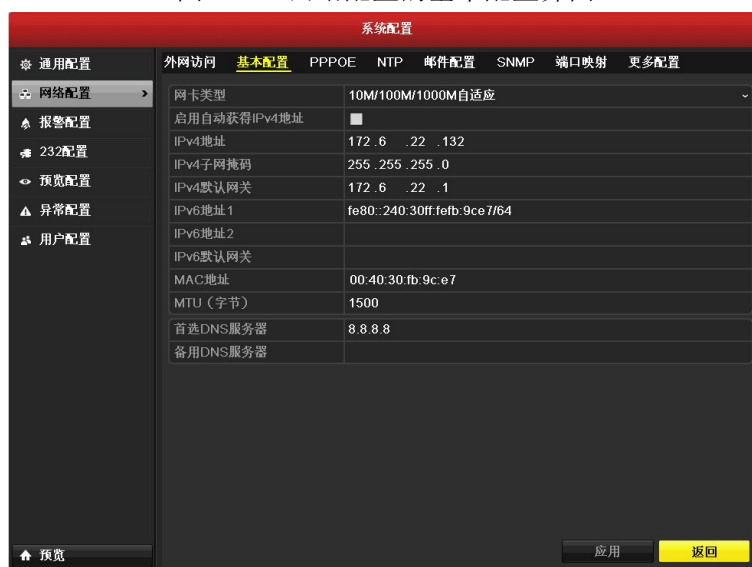 系统配置
通用配置
网络配置
报警配置
232配置
预览配置
异常配置
用户配置
预览
外网访问 基本配置 PPPOE NTP 邮件配置 SNMP 端口映射 更多配置
网卡类型 10M/100M/1000M自适应
启用自动获得IPv4地址
IPv4地址 172 .6 .22 .132
IPv4子网掩码 255 .255 .255 .0
IPv4默认网关 172 .6 .22 .1
IPv6地址1 fe80::240:30ff:fefb:9ce7/64
IPv6地址2
IPv6默认网关
MAC地址 00:40:30:fb:9c:e7
MTU（字节） 1500
首选DNS服务器 8.8.8.8
备用DNS服务器
应用 返回